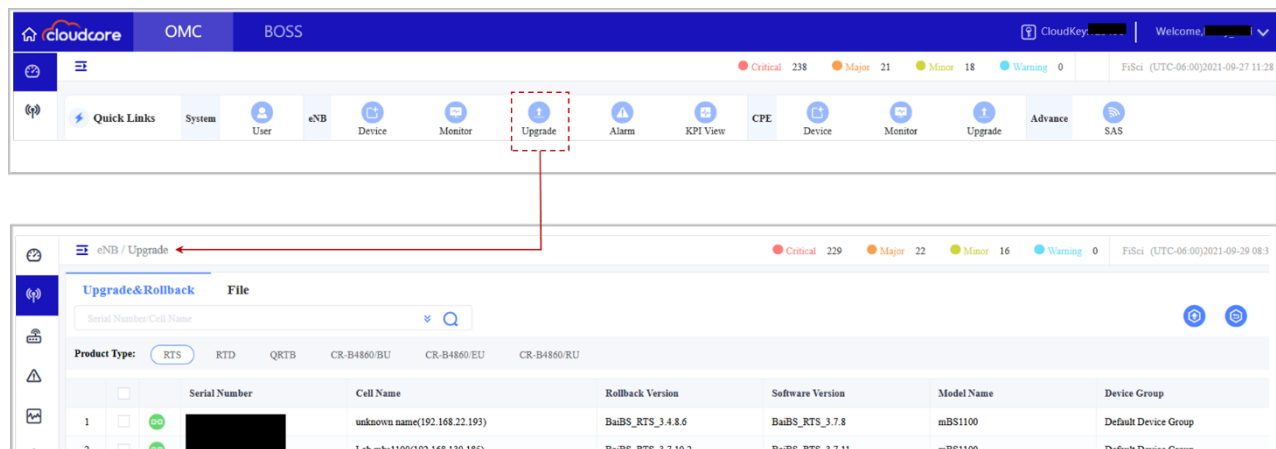 cloudcore OMC BOSS CloudKey: Welcome,
Critical 238 Major 21 Minor 18 Warning 0 FiSci (UTC-06:00)2021-09-27 11:28
Quick Links System User eNB Device Monitor Upgrade Alarm KPI View CPE Device Monitor Upgrade Advance SAS
eNB / Upgrade Critical 229 Major 22 Minor 16 Warning 0 FiSci (UTC-06:00)2021-09-29 08:3
Upgrade&Rollback File
Serial Number/Cell Name
Product Type: RTS RTD QRTB CR-B4860/BU CR-B4860/EU CR-B4860/RU
Serial Number Cell Name Rollback Version Software Version Model Name Device Group
1 unknown name(192.168.22.193) BaiBS_RTS_3.4.8.6 BaiBS_RTS_3.7.8 mBS1100 Default Device Group